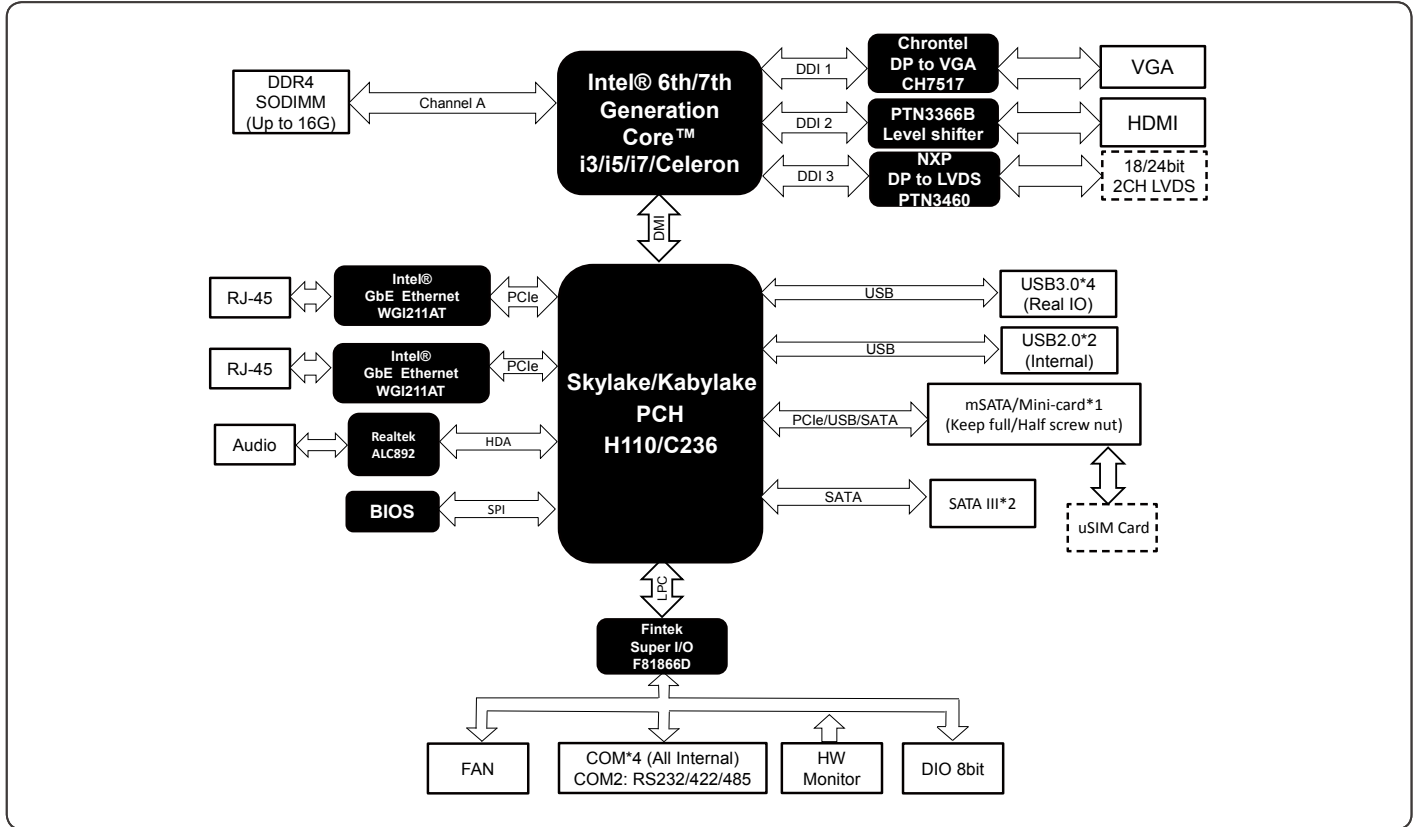 DDR4
SODIMM
(Up to 16G)
Channel A
Intel® 6th/7th
Generation
Core™
i3/i5/i7/Celeron
DDI 1
Chrontel
DP to VGA
CH7517
VGA
DDI 2
PTN3366B
Level shifter
HDMI
DDI 3
NXP
DP to LVDS
PTN3460
18/24bit
2CH LVDS
DMI
RJ-45
Intel®
GbE Ethernet
WGI211AT
PCIe
RJ-45
Intel®
GbE Ethernet
WGI211AT
PCIe
Audio
Realtek
ALC892
HDA
BIOS
SPI
Skylake/Kabylake
PCH
H110/C236
USB
USB3.0*4
(Real IO)
USB
USB2.0*2
(Internal)
PCIe/USB/SATA
mSATA/Mini-card*1
(Keep full/Half screw nut)
SATA
SATA III*2
uSIM Card
LPC
Fintek
Super I/O
F81866D
FAN
COM*4 (All Internal)
COM2: RS232/422/485
HW
Monitor
DIO 8bit